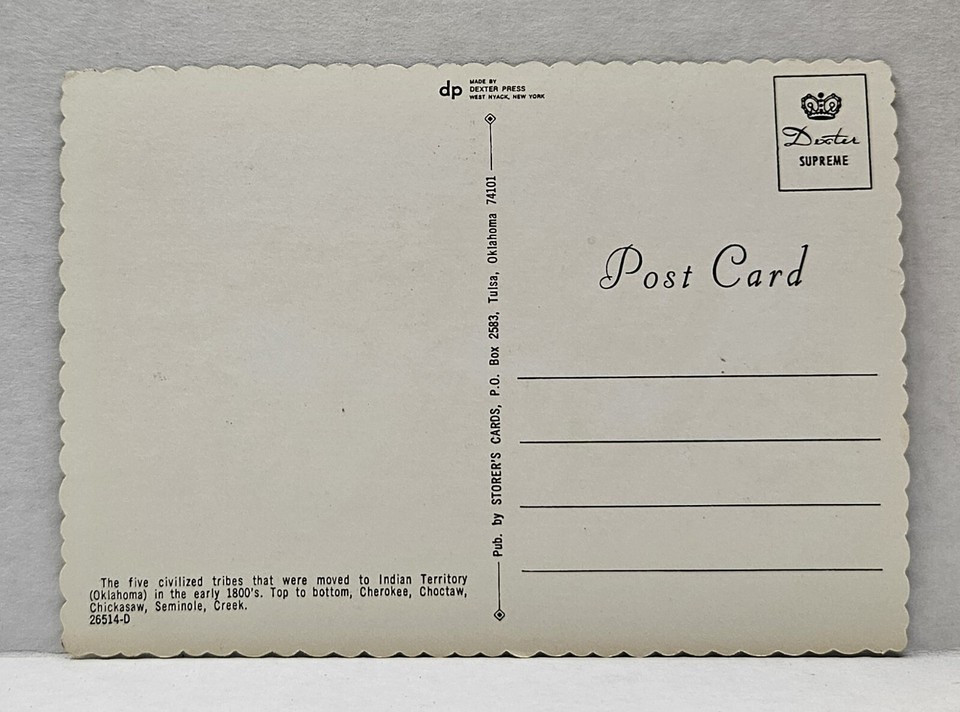 dp MADE BY
DEXTER PRESS
WEST NYACK, NEW YORK
Dexter
SUPREME
Post Card
Pub. by STORER'S CARDS, P.O. Box 2583, Tulsa, Oklahoma 74101
The five civilized tribes that were moved to Indian Territory
(Oklahoma) in the early 1800's. Top to bottom, Cherokee, Choctaw,
Chickasaw, Seminole, Creek.
26514-D